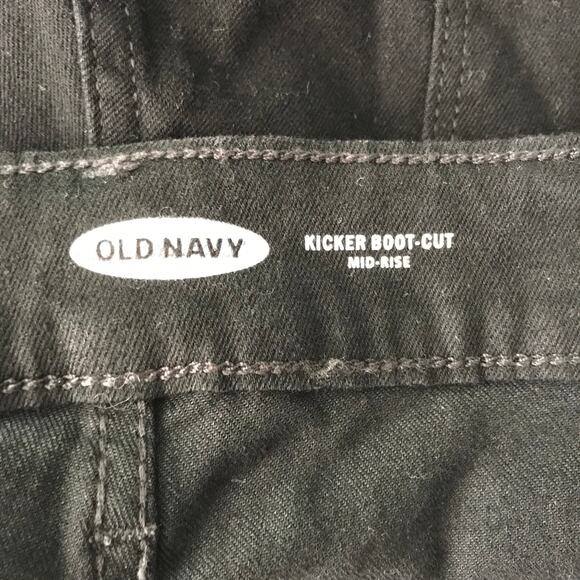 OLD NAVY
KICKER BOOT-CUT
MID-RISE